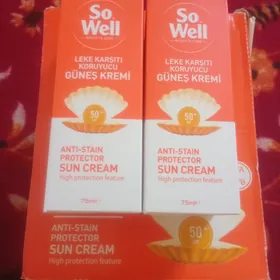 So
Well
BEAUTY & CARE
LEKE KARŞITI
KORUYUCU
GÜNEŞ KREMİ
50+
ANTI-STAIN
PROTECTOR
SUN CREAM
High protection feature
75ml
So
Well
LEKE KARŞITI
KORUYUCU
GÜNEŞ KREMİ
50+
ANTI-STAIN
PROTECTOR
SUN CREAM
High protection feature
75ml
ANTI-STAIN
PROTECTOR
SUN CREAM
High protection feature
50+